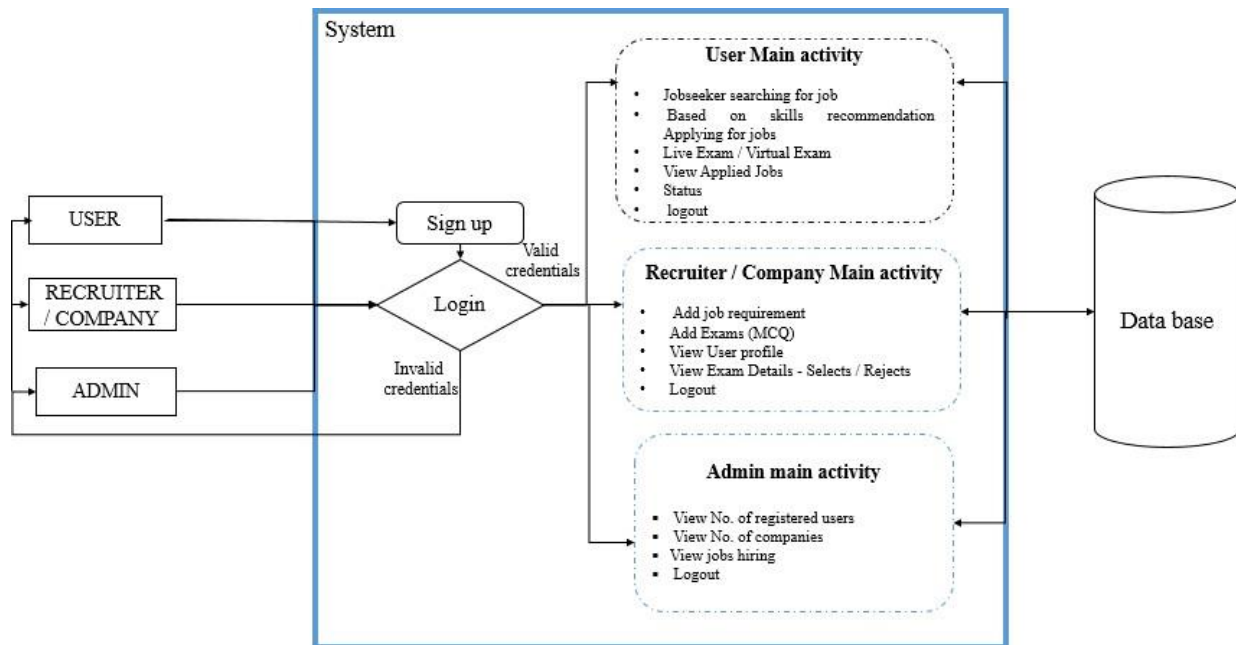 System
USER
RECRUITER
/ COMPANY
ADMIN
Sign up
Login
Valid
credentials
Invalid
credentials
User Main activity
• Jobseeker searching for job
• Based on skills recommendation
Applying for jobs
• Live Exam / Virtual Exam
• View Applied Jobs
• Status
• logout
Recruiter / Company Main activity
• Add job requirement
• Add Exams (MCQ)
• View User profile
• View Exam Details - Selects / Rejects
• Logout
Admin main activity
▪ View No. of registered users
▪ View No. of companies
▪ View jobs hiring
▪ Logout
Data base